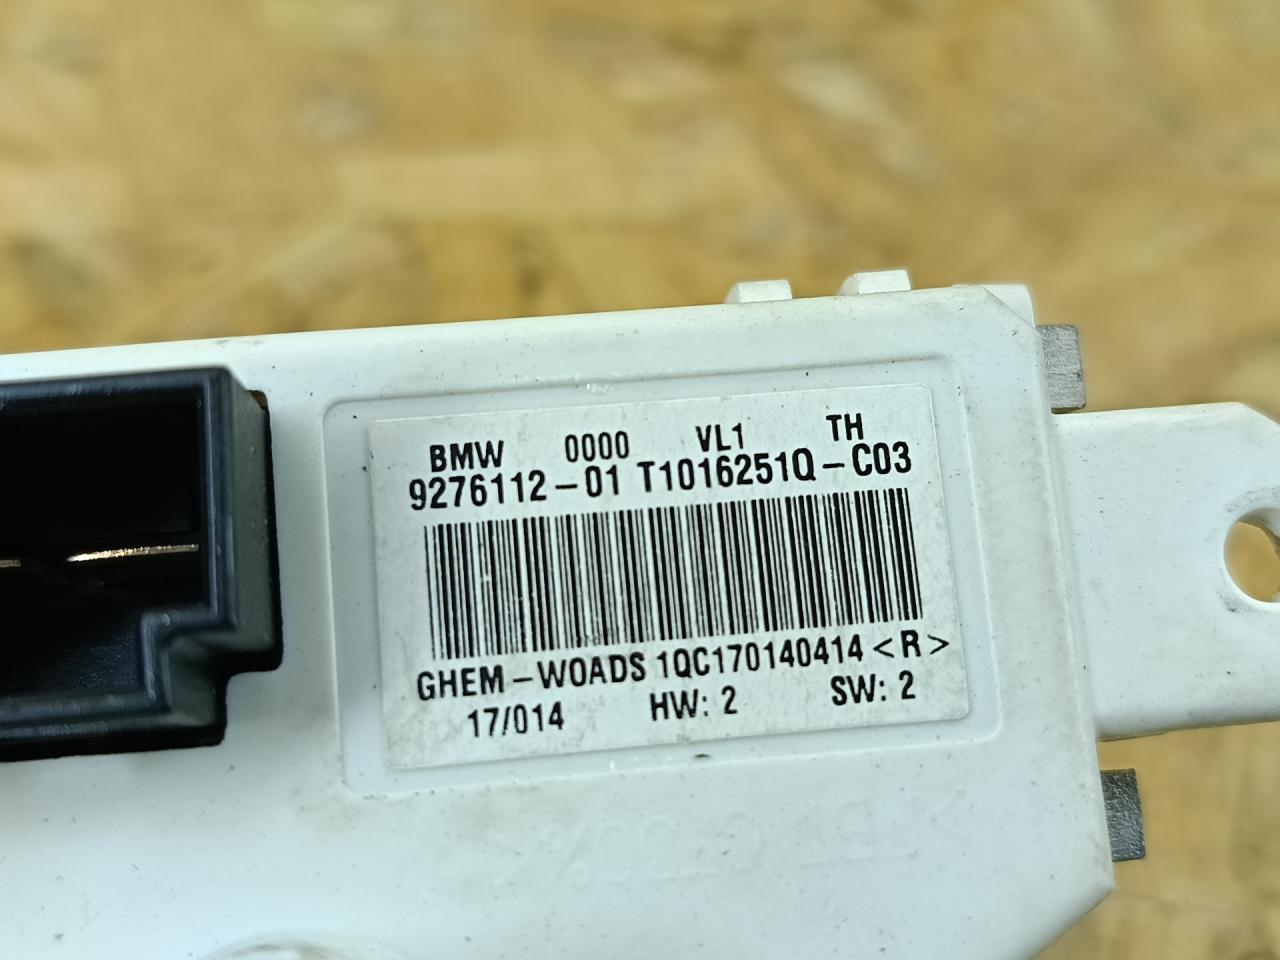 BMW 0000 VL1 TH
9276112-01 T1016251Q-C03
GHEM-WOADS 1QC170140414 <R>
17/014 HW: 2 SW: 2